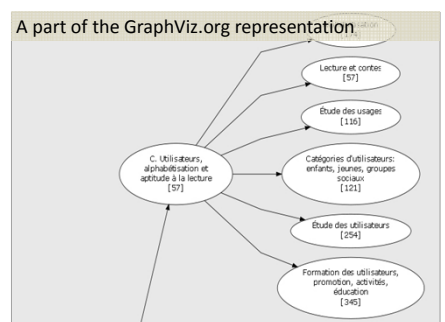 A part of the GraphViz.org representation
Lecture et contes
[57]
Étude des usages
[116]
C. Utilisateurs,
alphabétisation et
aptitude à la lecture
[57]
Catégories d'utilisateurs:
enfants, jeunes, groupes
sociaux
[121]
Étude des utilisateurs
[254]
Formation des utilisateurs,
promotion, activités,
éducation
[345]